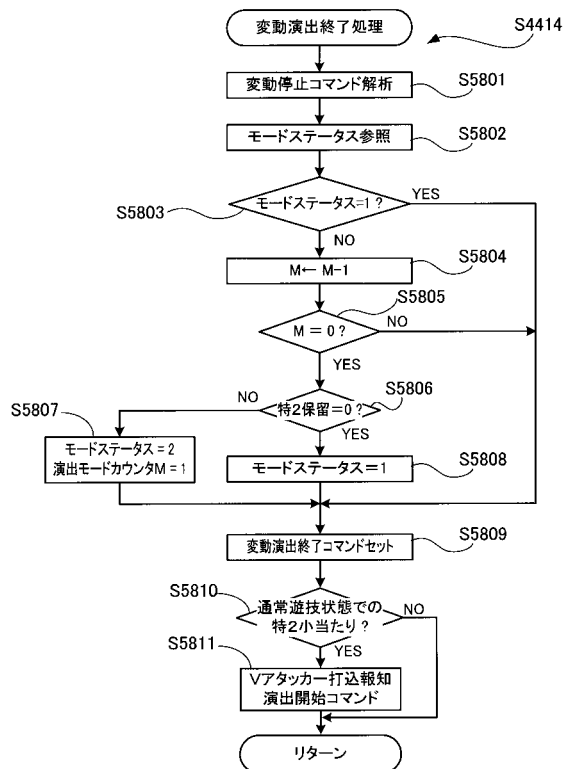 変動演出終了処理
S4414
変動停止コマンド解析
S5801
モードステータス参照
S5802
モードステータス=1?
YES
S5803
NO
M← M-1
S5804
S5805
M = 0?
NO
YES
S5806
特2保留=0?
NO
YES
S5807
モードステータス=2
演出モードカウンタM=1
モードステータス=1
S5808
変動演出終了コマンドセット
S5809
S5810
通常遊技状態での
特2小当たり?
NO
YES
S5811
Vアタッカー打込報知
演出開始コマンド
リターン